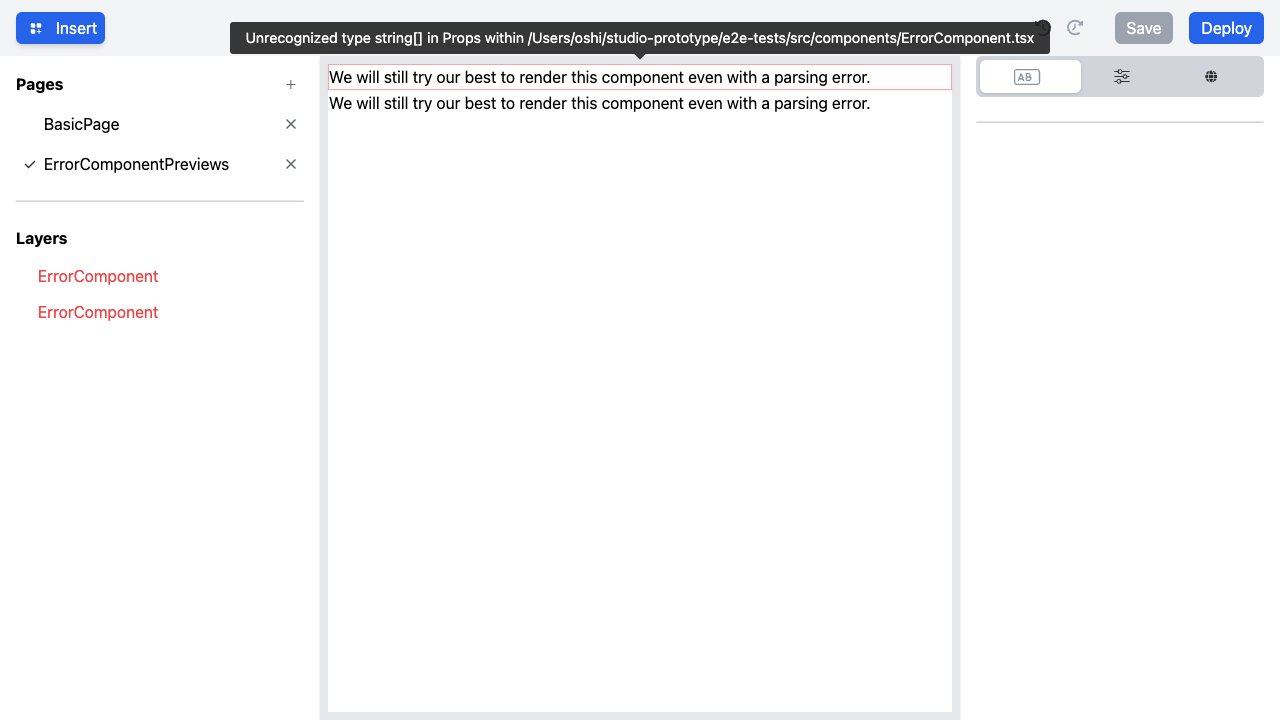 Insert
Unrecognized type string[] in Props within /Users/oshi/studio-prototype/e2e-tests/src/components/ErrorComponent.tsx
Save
Deploy
Pages
BasicPage
ErrorComponentPreviews
Layers
ErrorComponent
ErrorComponent
We will still try our best to render this component even with a parsing error.
We will still try our best to render this component even with a parsing error.
AB